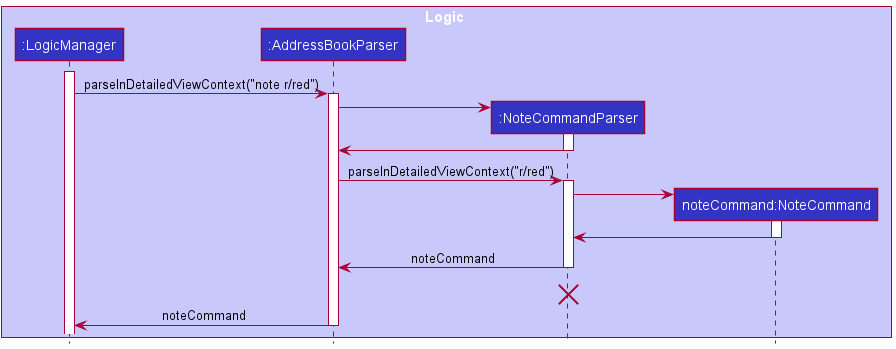 Logic
:LogicManager
:AddressBookParser
parseInDetailedViewContext("note r/red")
:NoteCommandParser
parseInDetailedViewContext("r/red")
noteCommand:NoteCommand
noteCommand
noteCommand